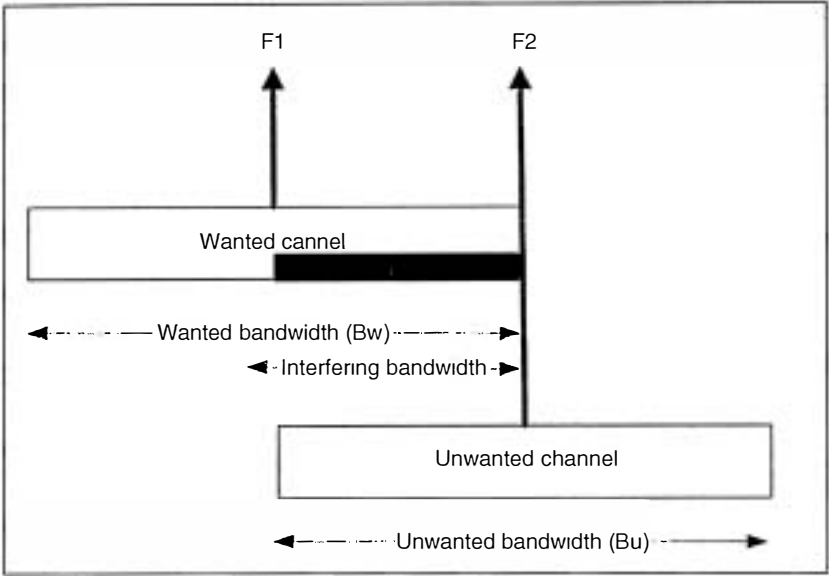 F1 F2
Wanted cannel
Wanted bandwidth (Bw)
Interfering bandwidth
Unwanted channel
Unwanted bandwidth (Bu)